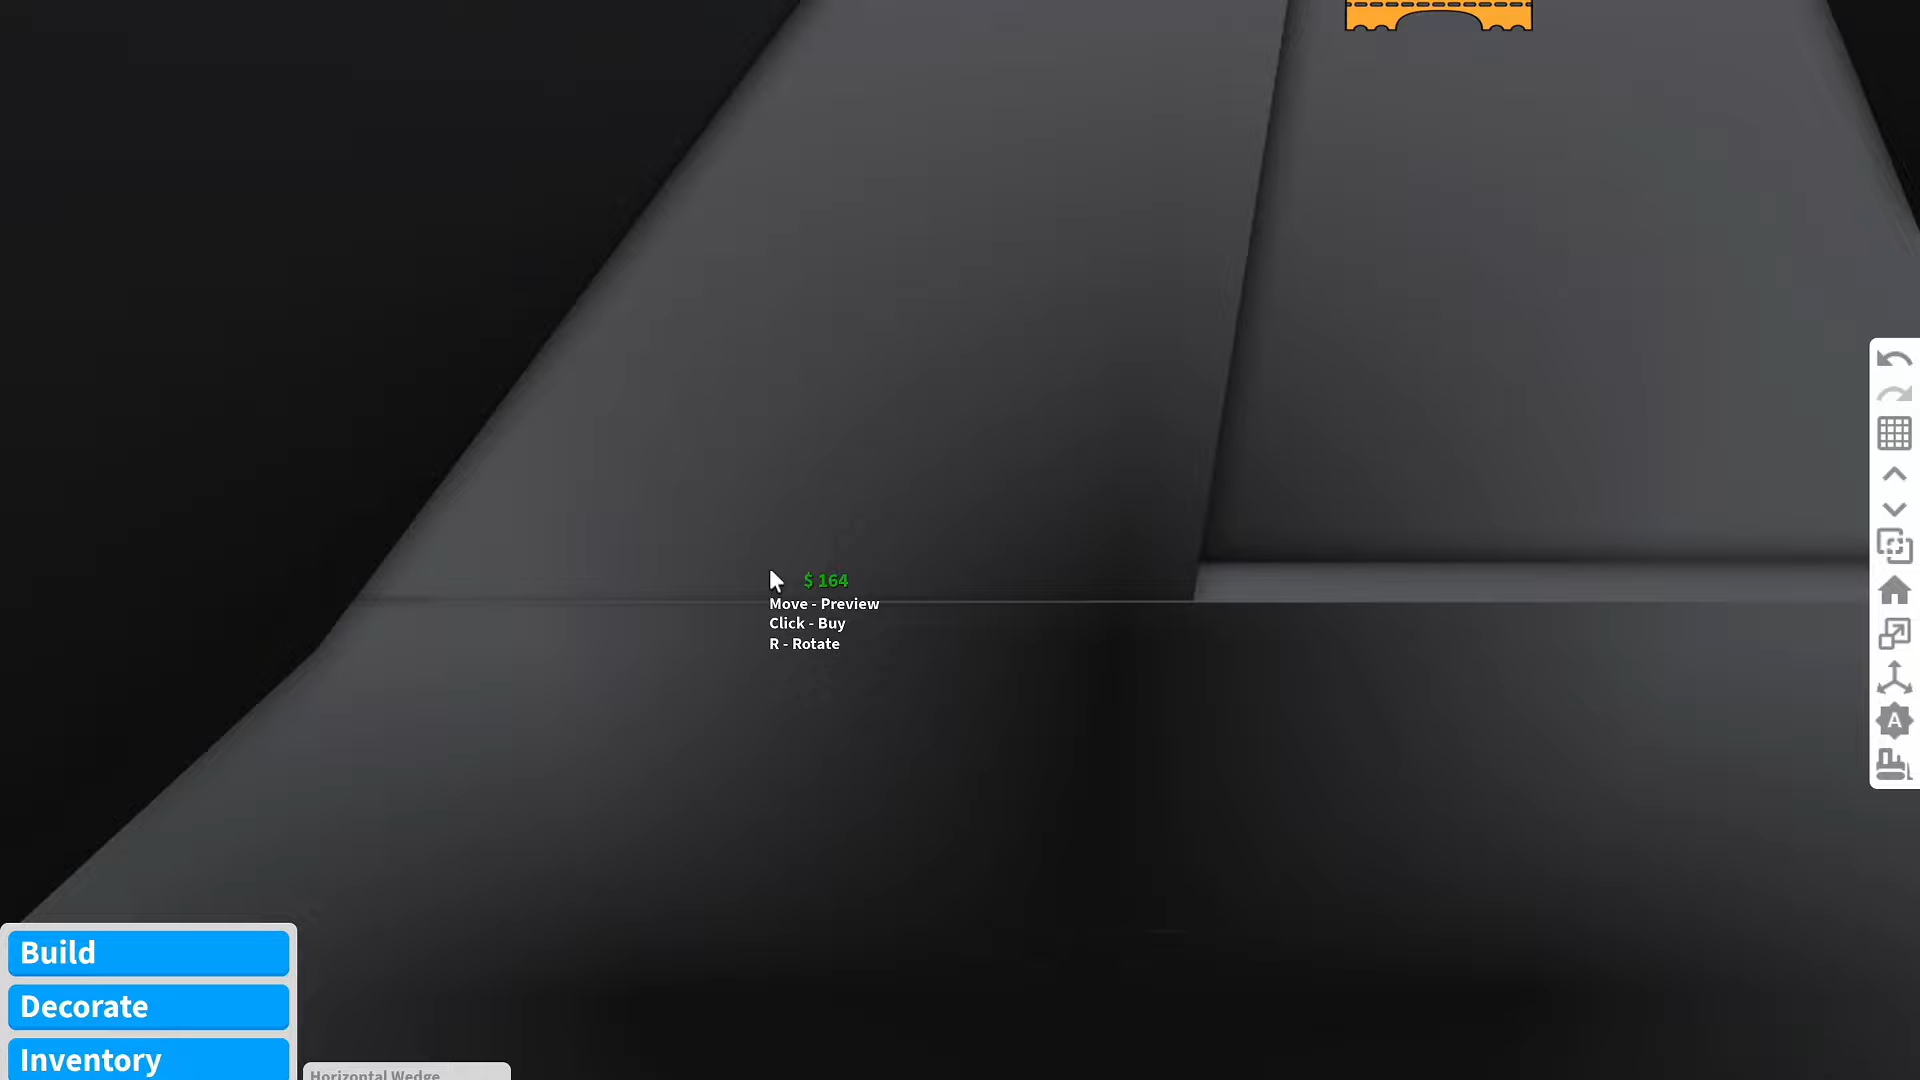 $ 164
Move - Preview
Click - Buy
R - Rotate
A
Build
Decorate
Inventory
Horizontal Wedge